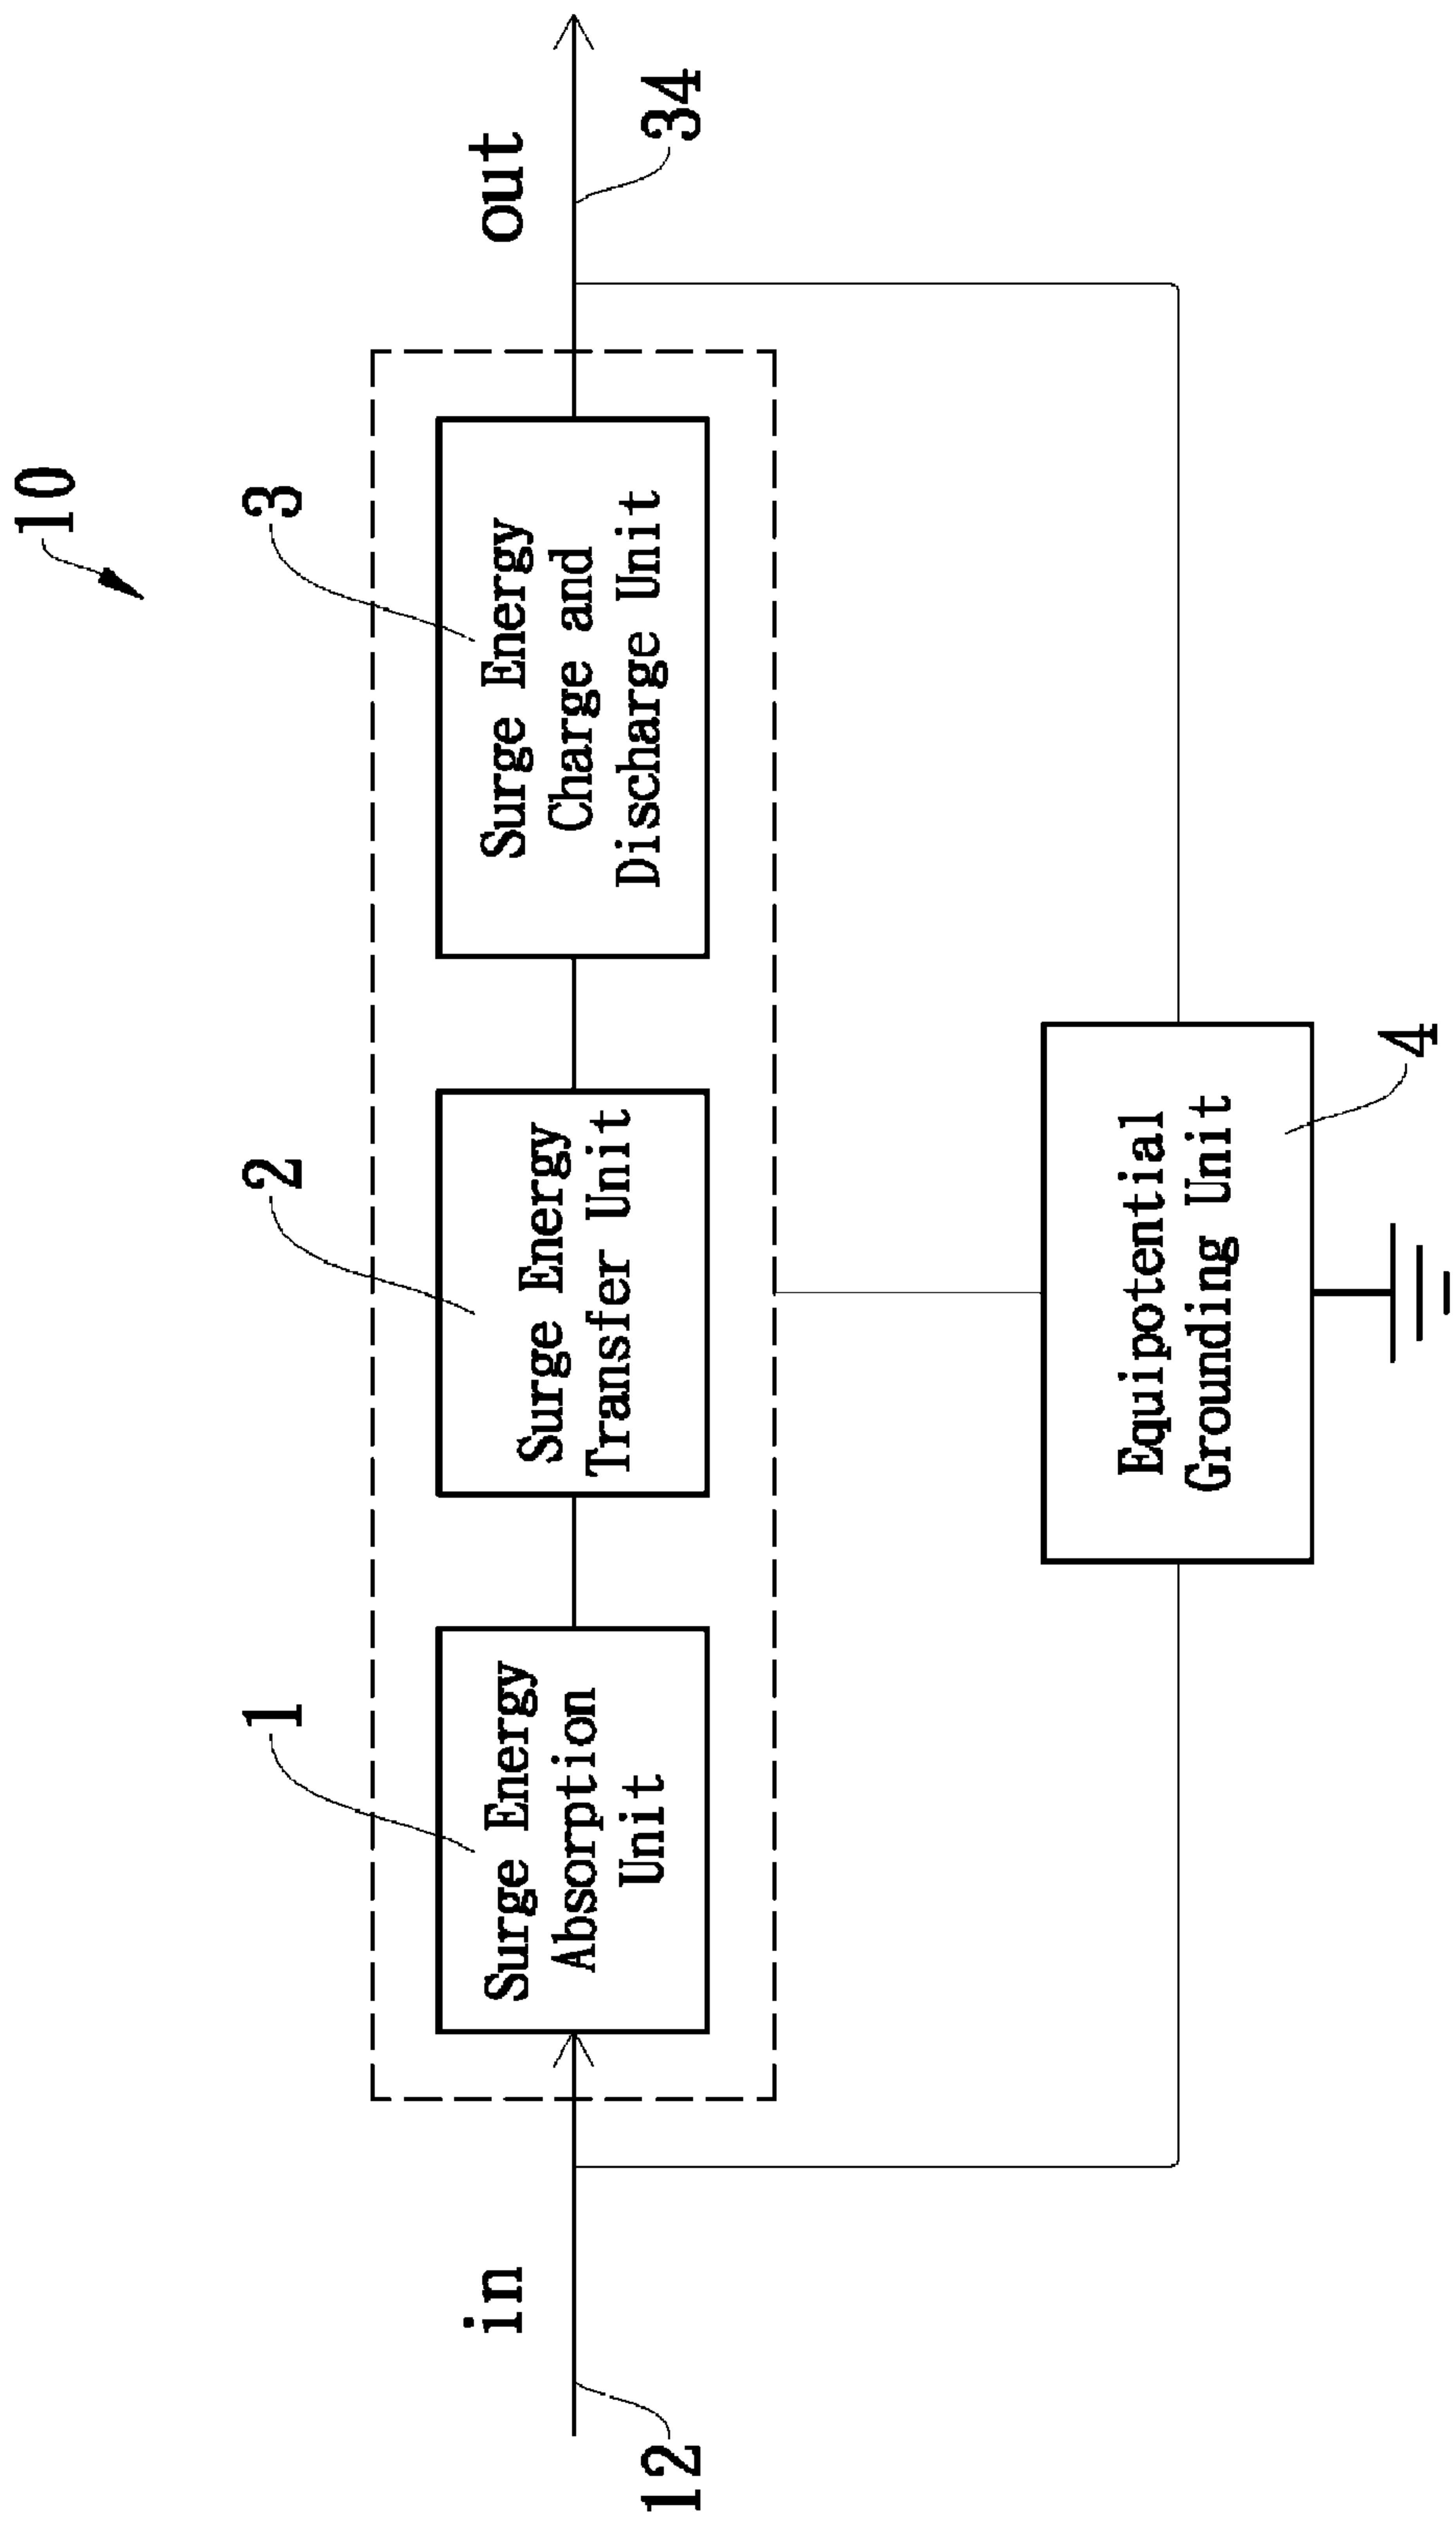 10
1
2
3
in
out
Surge Energy
Absorption
Unit
Surge Energy
Transfer Unit
Surge Energy
Charge and
Discharge Unit
12
34
Equipotential
Grounding Unit
4